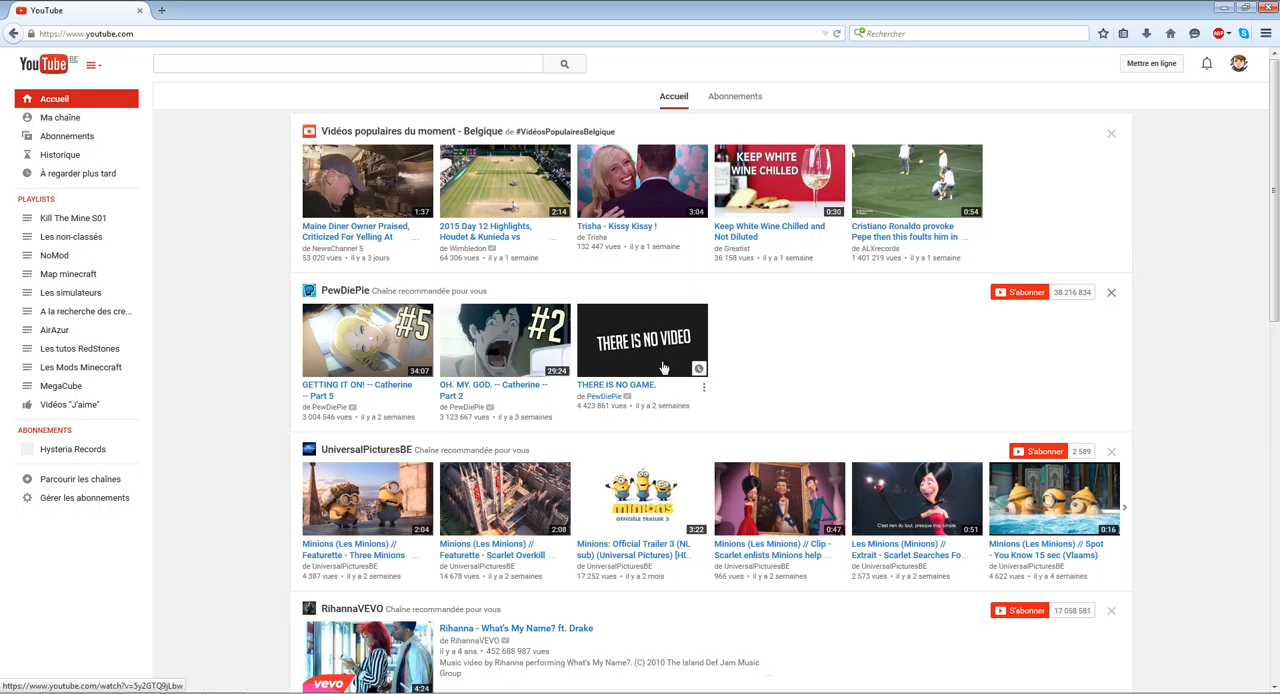 YouTube
https://www.youtube.com
Rechercher
ABP
YouTube BE
Mettre en ligne
Accueil
Ma chaîne
Abonnements
Historique
À regarder plus tard
PLAYLISTS
Kill The Mine S01
Les non-classés
NoMod
Map minecraft
Les simulateurs
A la recherche des cre...
AirAzur
Les tutos RedStones
Les Mods Minecraft
MegaCube
Vidéos "J'aime"
ABONNEMENTS
Hysteria Records
Parcourir les chaînes
Gérer les abonnements
Accueil Abonnements
Vidéos populaires du moment - Belgique de #VidéosPopulairesBelgique
1:37
Maine Diner Owner Praised,
Criticized For Yelling At ...
de NewsChannel 5
53 020 vues • il y a 3 jours
2:14
2015 Day 12 Highlights,
Houdet & Kunieda vs ...
de Wimbledon
64 306 vues • il y a 1 semaine
3:04
Trisha - Kissy Kissy !
de Trisha
132 447 vues • il y a 1 semaine
KEEP WHITE
WINE CHILLED
0:30
Keep White Wine Chilled and
Not Diluted
de Greatist
36 158 vues • il y a 1 semaine
0:54
Cristiano Ronaldo provoke
Pepe then this foults him in ...
de ALXrecords
1 401 219 vues • il y a 1 semaine
PewDiePie Chaîne recommandée pour vous
S'abonner 38 216 834
#5
34:07
GETTING IT ON! -- Catherine
-- Part 5
de PewDiePie
3 004 546 vues • il y a 2 semaines
#2
29:24
OH. MY. GOD. -- Catherine --
Part 2
de PewDiePie
3 123 667 vues • il y a 3 semaines
THERE IS NO VIDEO
THERE IS NO GAME.
de PewDiePie
4 423 861 vues • il y a 2 semaines
UniversalPicturesBE Chaîne recommandée pour vous
S'abonner 2 589
2:04
Minions (Les Minions) //
Featurette - Three Minions ...
de UniversalPicturesBE
4 387 vues • il y a 2 semaines
2:08
Minions (Les Minions) //
Featurette - Scarlet Overkill ...
de UniversalPicturesBE
14 678 vues • il y a 2 semaines
minions
OFFICIËLE TRAILER 3
3:22
Minions: Official Trailer 3 (NL
sub) (Universal Pictures) [HD...
de UniversalPicturesBE
17 252 vues • il y a 2 mois
0:47
Minions (Les Minions) // Clip -
Scarlet enlists Minions help ...
de UniversalPicturesBE
966 vues • il y a 2 semaines
C'est un rien du tout, presque trop simple.
0:51
Les Minions (Minions) //
Extrait - Scarlet Searches Fo...
de UniversalPicturesBE
2 573 vues • il y a 2 semaines
0:16
Minions (Les Minions) // Spot
- You Know 15 sec (Vlaams)
de UniversalPicturesBE
4 622 vues • il y a 4 semaines
RihannaVEVO Chaîne recommandée pour vous
S'abonner 17 058 581
vevo
4:24
Rihanna - What's My Name? ft. Drake
de RihannaVEVO
il y a 4 ans • 452 688 987 vues
Music video by Rihanna performing What's My Name?. (C) 2010 The Island Def Jam Music
Group ...
https://www.youtube.com/watch?v=5y2GTQ9jLbw